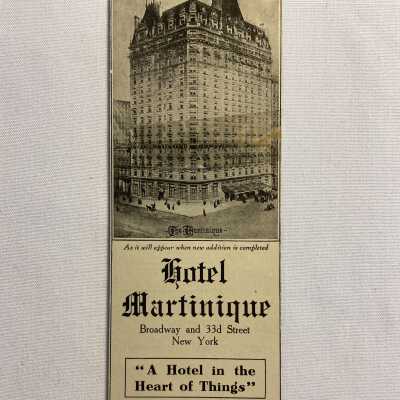 -The Martinique-
As it will appear when new addition is completed
Hotel
Martinique
Broadway and 33d Street
New York
"A Hotel in the
Heart of Things"